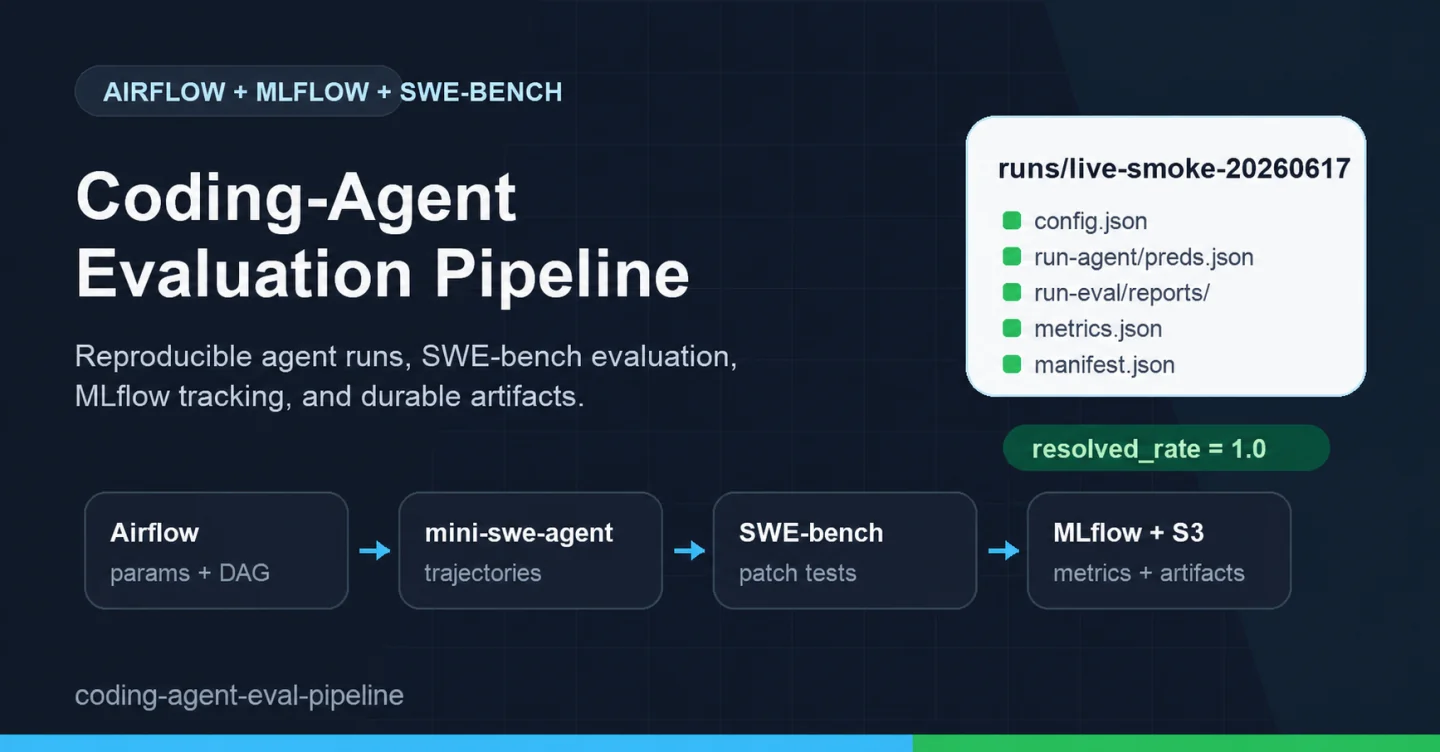 AIRFLOW + MLFLOW + SWE-BENCH
Coding-Agent
Evaluation Pipeline
Reproducible agent runs, SWE-bench evaluation,
MLflow tracking, and durable artifacts.
runs/live-smoke-20260617
config.json
run-agent/preds.json
run-eval/reports/
metrics.json
manifest.json
resolved_rate = 1.0
Airflow
params + DAG
mini-swe-agent
trajectories
SWE-bench
patch tests
MLflow + S3
metrics + artifacts
coding-agent-eval-pipeline